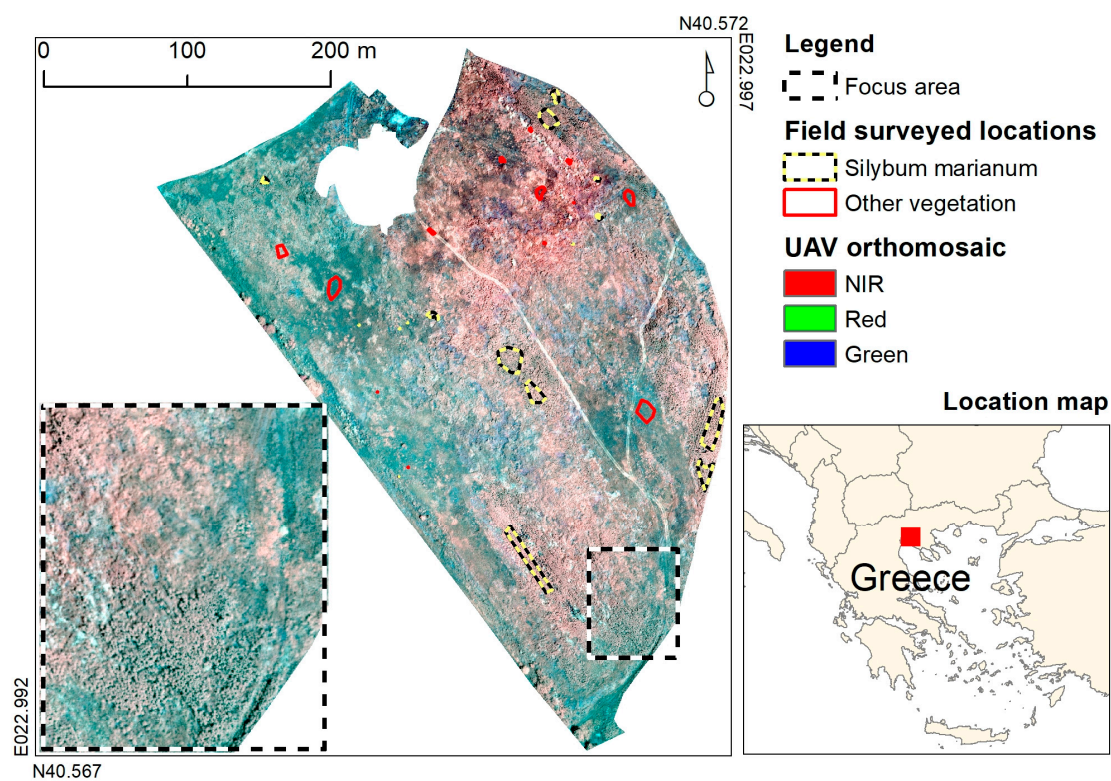 N40.572
0 100 200 m
E022.997
Legend
Focus area
Field surveyed locations
Silybum marianum
Other vegetation
UAV orthomosaic
NIR
Red
Green
Location map
Greece
E022.992
N40.567